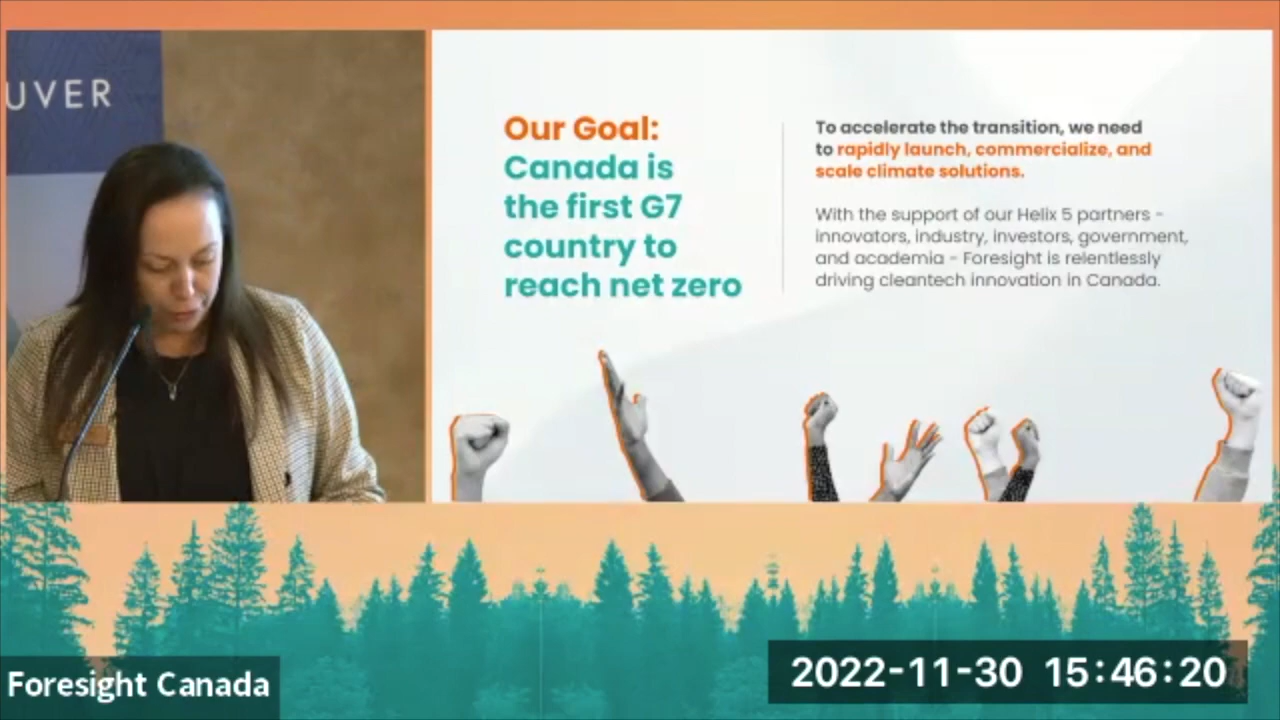 UVER
Our Goal:
Canada is
the first G7
country to
reach net zero
To accelerate the transition, we need
to rapidly launch, commercialize, and
scale climate solutions.
With the support of our Helix 5 partners -
innovators, industry, investors, government,
and academia - Foresight is relentlessly
driving cleantech innovation in Canada.
Foresight Canada
2022-11-30 15:46:20